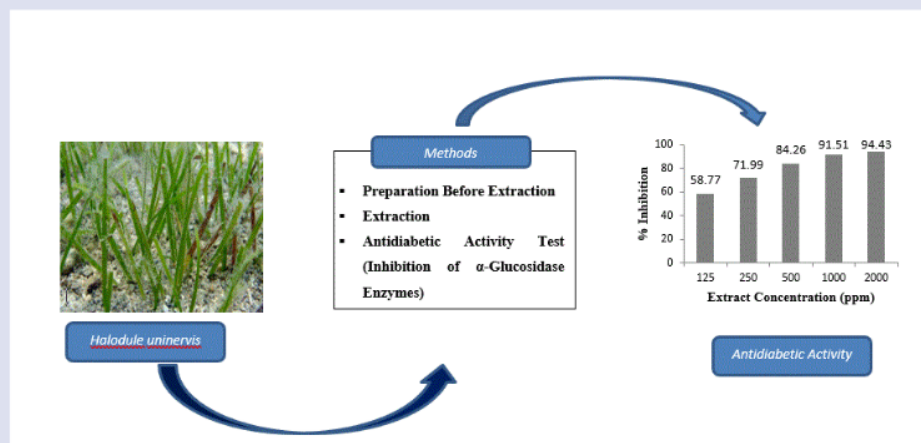 Halodule uninervis
Methods
▪ Preparation Before Extraction
▪ Extraction
▪ Antidiabetic Activity Test
(Inhibition of α-Glucosidase
Enzymes)
% Inhibition
100
80
60
40
20
0
58.77
71.99
84.26
91.51
94.43
125 250 500 1000 2000
Extract Concentration (ppm)
Antidiabetic Activity